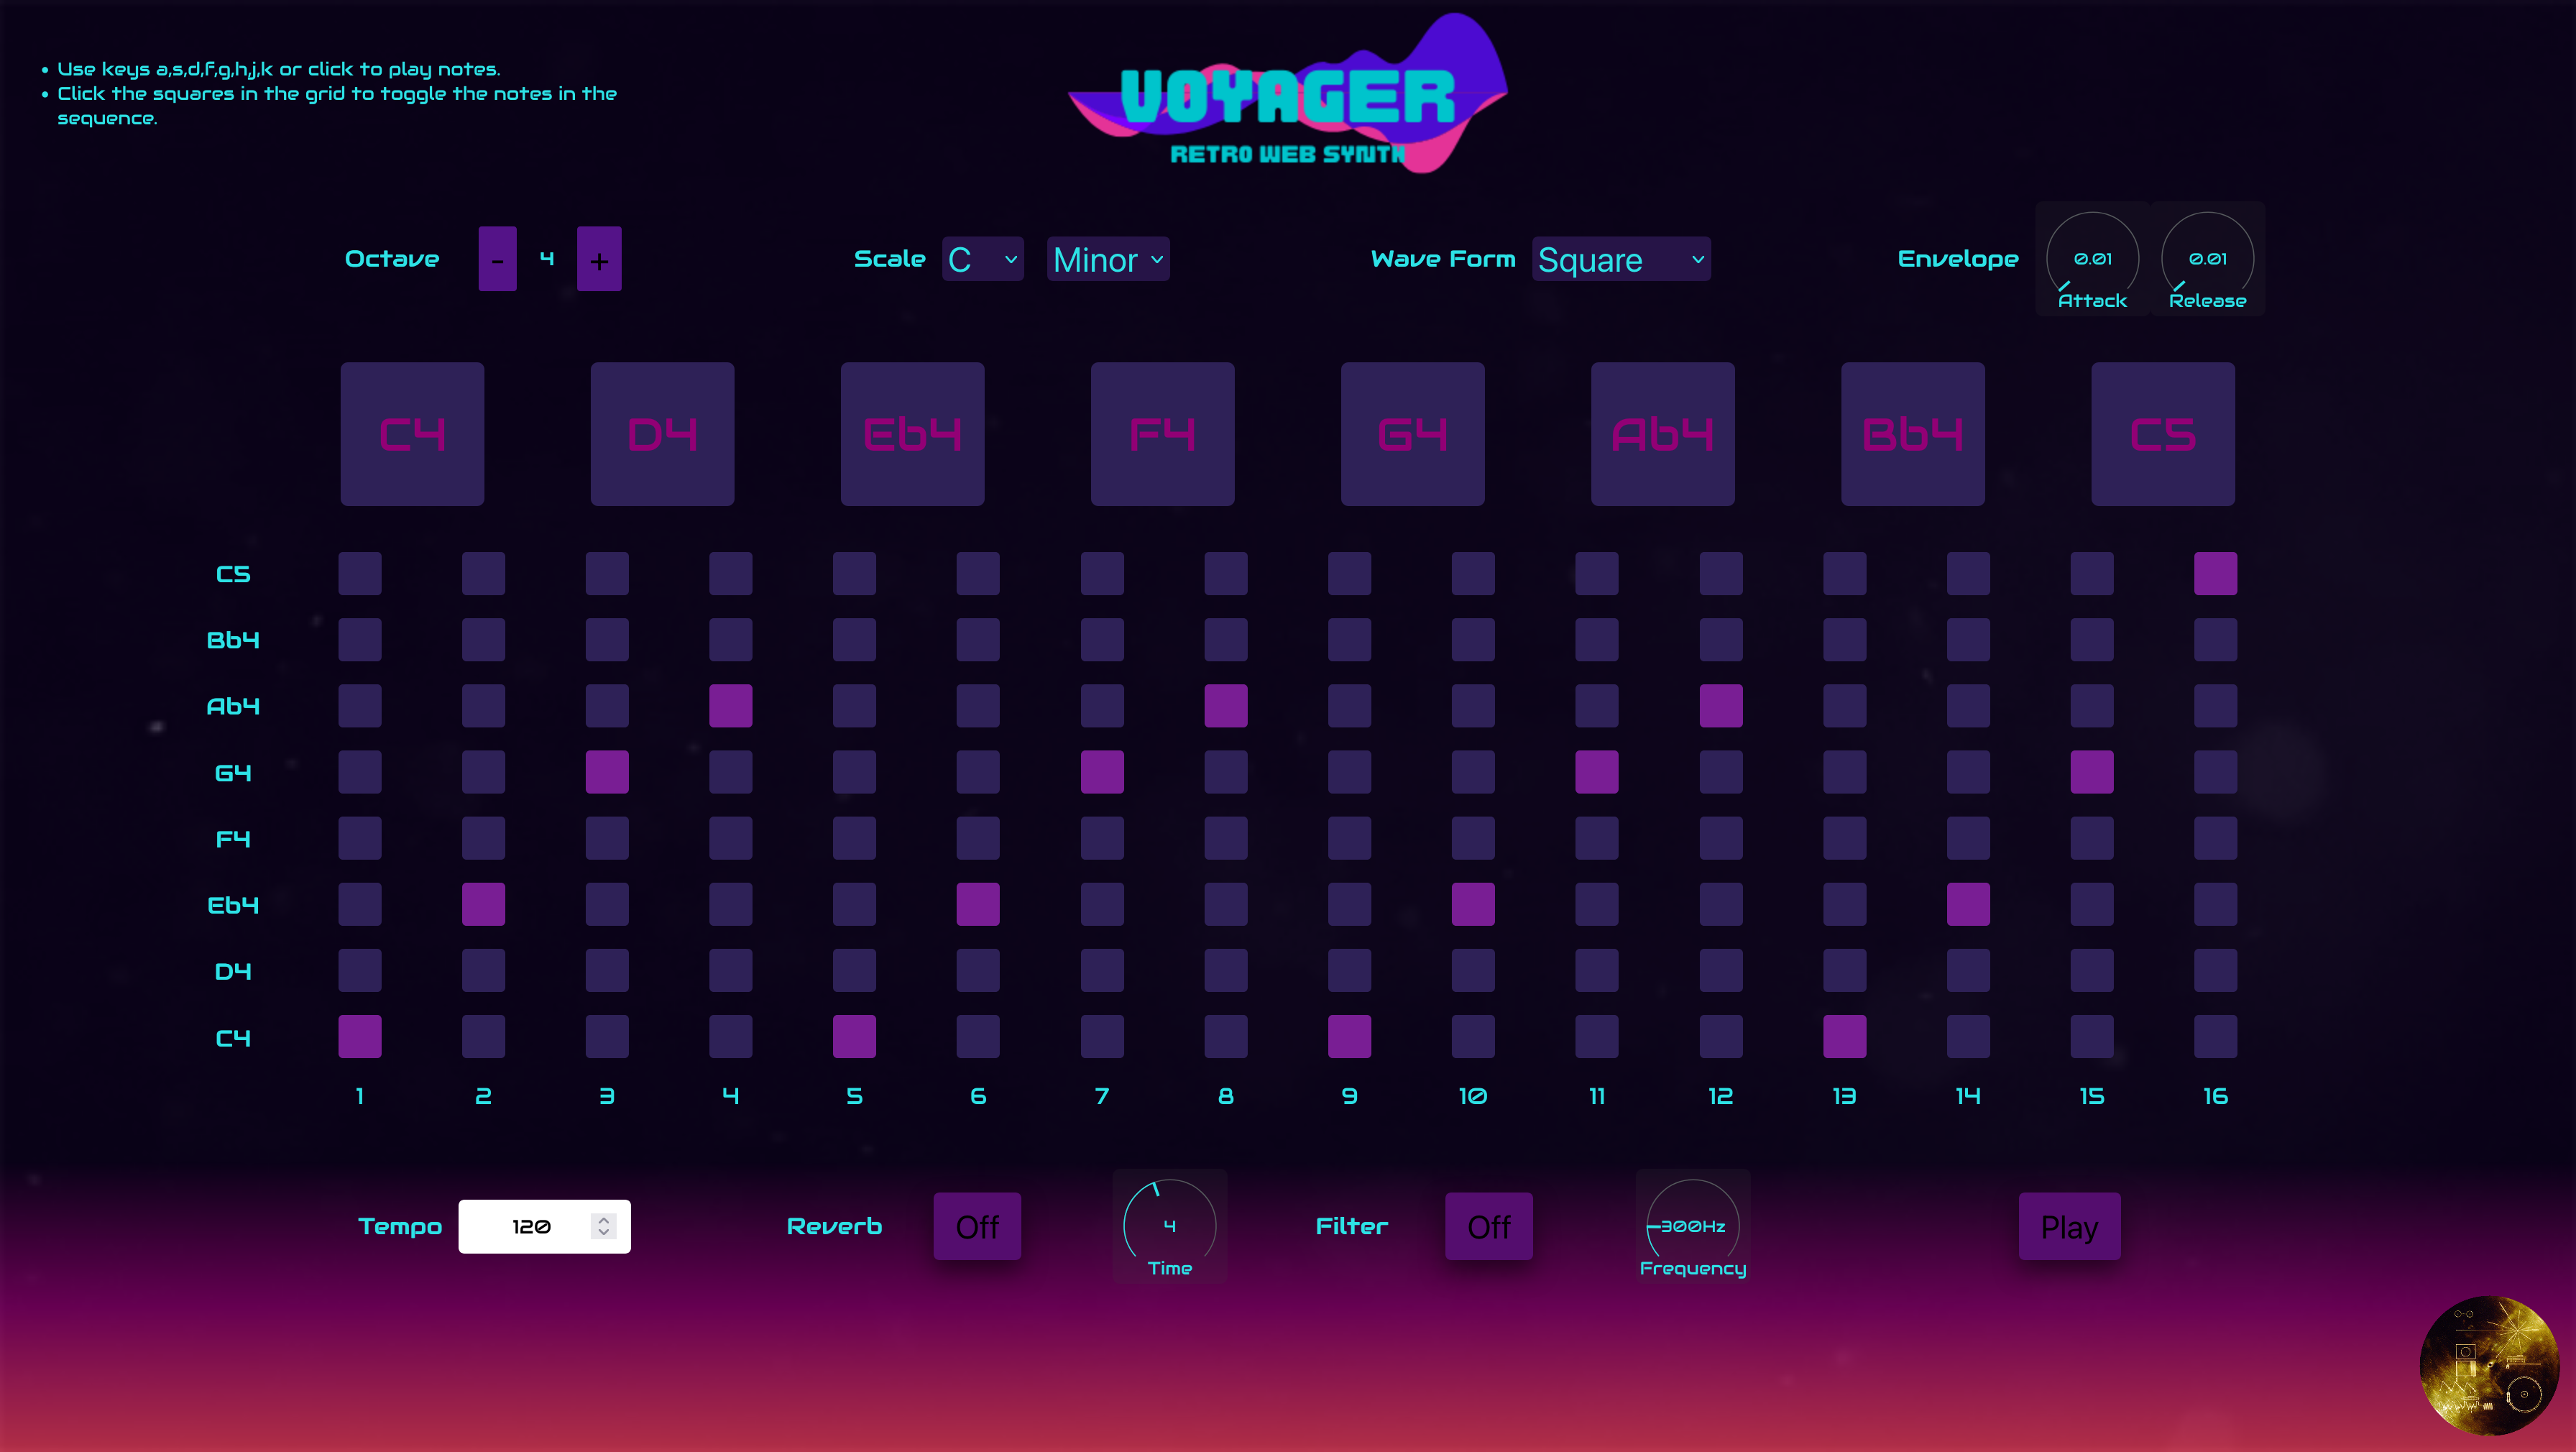 Use keys a,s,d,f,g,h,j,k or click to play notes.
Click the squares in the grid to toggle the notes in the
sequence.
VOYAGER
RETRO WEB SYNTH
Octave - 4 + Scale C Minor Wave Form Square Envelope 0.01 0.01
Attack Release
C4 D4 Eb4 F4 G4 Ab4 Bb4 C5
C5
Bb4
Ab4
G4
F4
Eb4
D4
C4
1 2 3 4 5 6 7 8 9 10 11 12 13 14 15 16
Tempo 120 Reverb Off 4 Filter Off 300Hz Play
Time Frequency